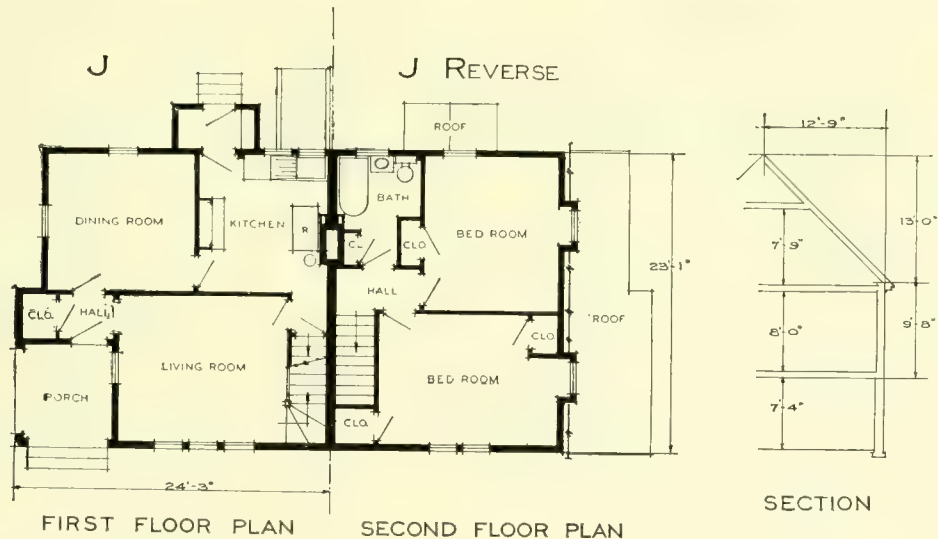 J
J REVERSE
ROOF
12'-9"
DINING ROOM
KITCHEN
R
BATH
CL
CLO.
BED ROOM
7'-9"
13'-0"
23'-1"
CLO.
HALL
HALL
ROOF
8'-0"
9'-8"
LIVING ROOM
CLO.
BED ROOM
PORCH
CLO.
7'-4"
24'-3"
SECTION
FIRST FLOOR PLAN
SECOND FLOOR PLAN